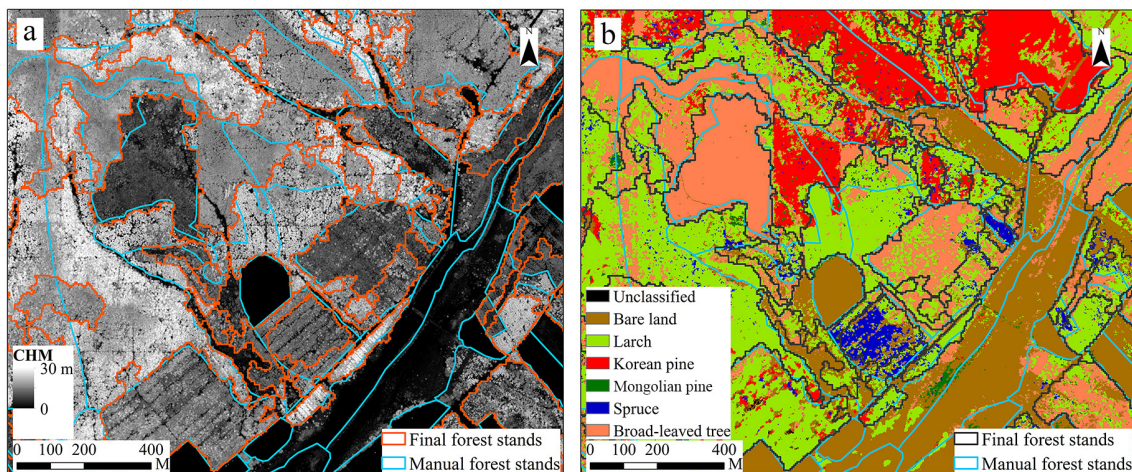 a
N
CHM
30 m
0
0 100 200 400
M
Final forest stands
Manual forest stands
b
N
Unclassified
Bare land
Larch
Korean pine
Mongolian pine
Spruce
Broad-leaved tree
0 100 200 400
M
Final forest stands
Manual forest stands